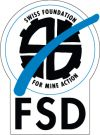 SWISS FOUNDATION
FOR MINE ACTION
FSD